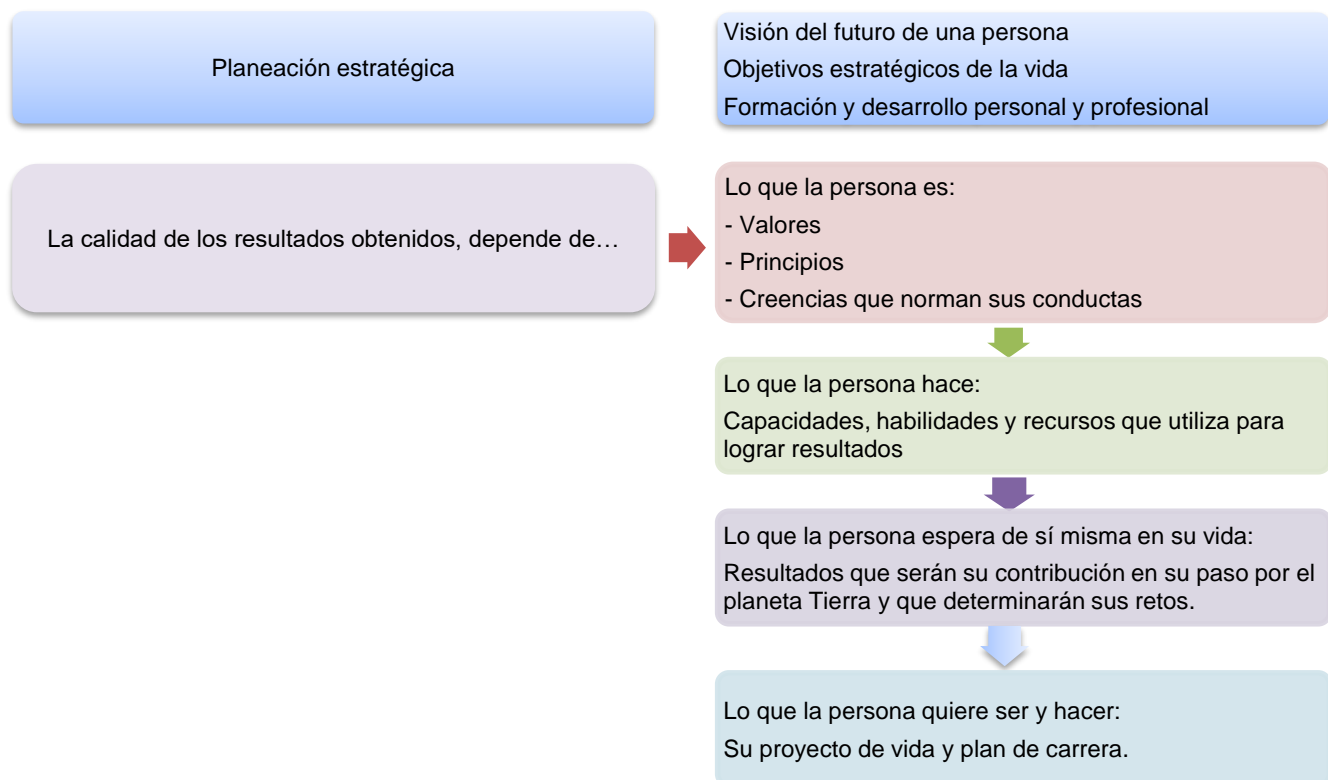 Planeación estratégica
Visión del futuro de una persona
Objetivos estratégicos de la vida
Formación y desarrollo personal y profesional
La calidad de los resultados obtenidos, depende de…
Lo que la persona es:
- Valores
- Principios
- Creencias que norman sus conductas
Lo que la persona hace:
Capacidades, habilidades y recursos que utiliza para
lograr resultados
Lo que la persona espera de sí misma en su vida:
Resultados que serán su contribución en su paso por el
planeta Tierra y que determinarán sus retos.
Lo que la persona quiere ser y hacer:
Su proyecto de vida y plan de carrera.